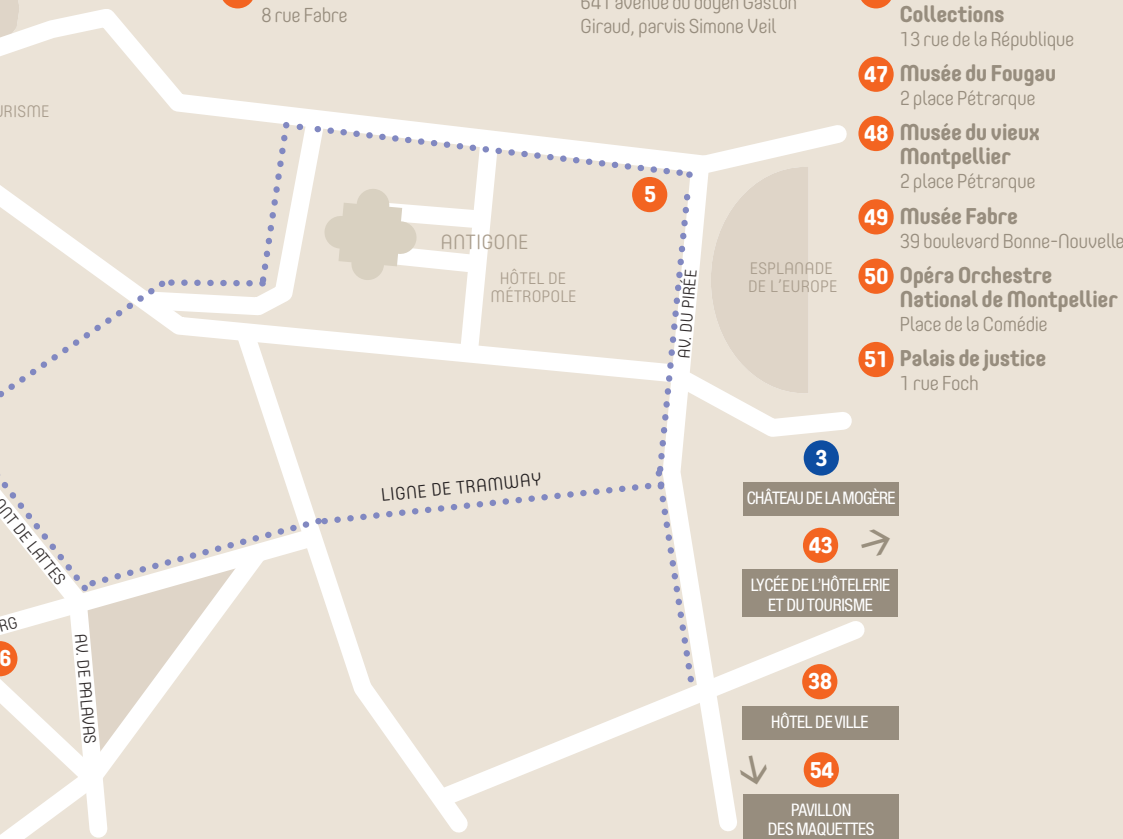 8 rue Fabre
641 avenue du doyen Gaston
Giraud, parvis Simone Veil
Collections
13 rue de la République
47 Musée du Fougau
2 place Pétrarque
48 Musée du vieux
Montpellier
2 place Pétrarque
49 Musée Fabre
39 boulevard Bonne-Nouvelle
50 Opéra Orchestre
National de Montpellier
Place de la Comédie
51 Palais de justice
1 rue Foch
5
ANTIGONE
HÔTEL DE
MÉTROPOLE
AV. DU PIRÉE
ESPLANADE
DE L'EUROPE
LIGNE DE TRAMWAY
DE LATTES
AV. DE PALAVAS
3
CHÂTEAU DE LA MOGÈRE
43
LYCÉE DE L'HÔTELERIE
ET DU TOURISME
38
HÔTEL DE VILLE
54
PAVILLON
DES MAQUETTES